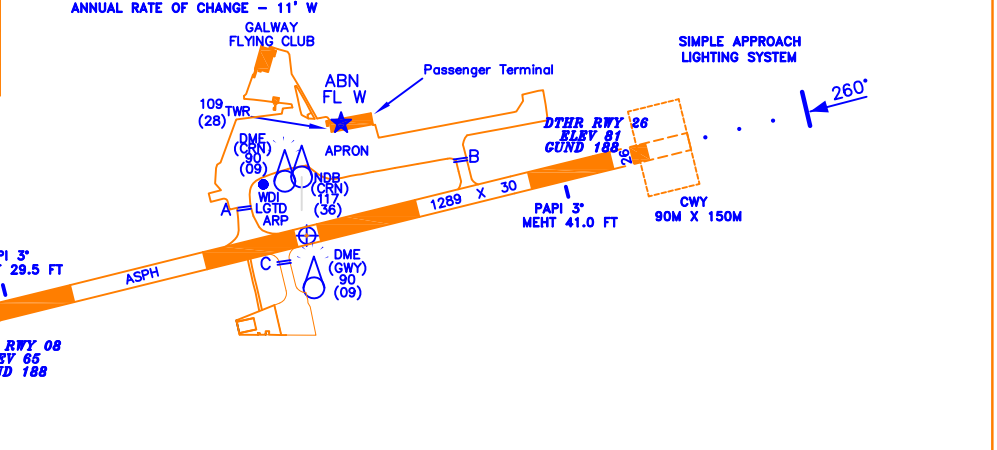 ANNUAL RATE OF CHANGE - 11' W
GALWAY
FLYING CLUB
SIMPLE APPROACH
LIGHTING SYSTEM
Passenger Terminal
ABN
FL W
260°
109
(28)
TWR
DTHR RWY 26
ELEV 81
GUND 188
DME
(CRN)
90
(09)
APRON
B
26
NDB
(CRN)
117
(36)
WDI
LGTD
ARP
A
1289 X 30
PAPI 3°
MEHT 41.0 FT
CWY
90M X 150M
PI 3°
29.5 FT
ASPH
C
DME
(GWY)
90
(09)
RWY 08
EV 65
ND 188